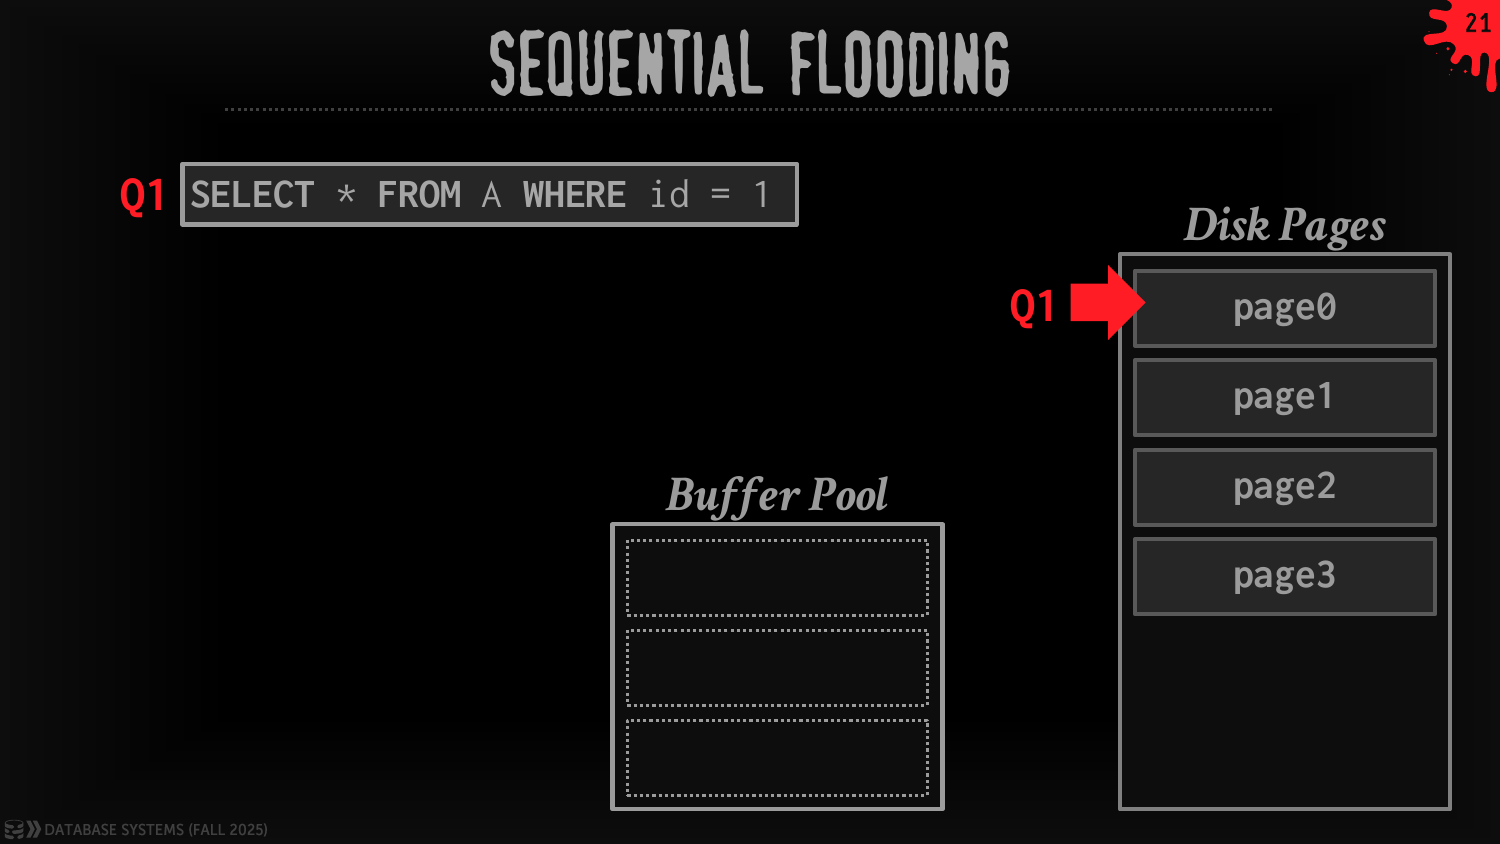 21
SEQUENTIAL FLOODING
Q1 SELECT * FROM A WHERE id = 1
Disk Pages
Q1 page0
page1
page2
page3
Buffer Pool
DATABASE SYSTEMS (FALL 2025)